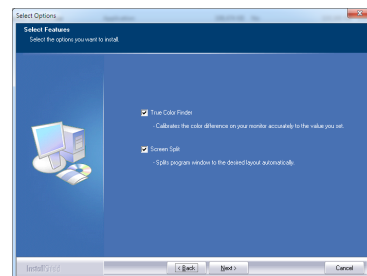 Select Options
Select Features
Select the options you want to install.
True Color Finder
- Calibrates the color difference on your monitor accurately to the value you set.
Screen Split
- Splits program window to the desired layout automatically.
InstallShield
< Back
Next >
Cancel